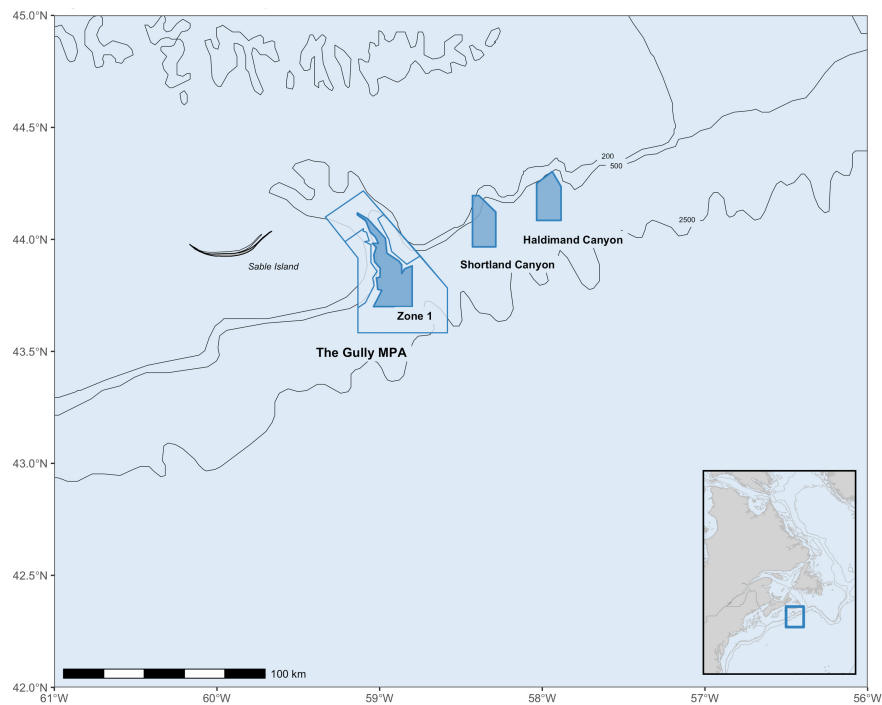 45.0°N
44.5°N
44.0°N
43.5°N
43.0°N
42.5°N
42.0°N
200
500
2500
Haldimand Canyon
Shortland Canyon
Sable Island
Zone 1
The Gully MPA
100 km
61°W
60°W
59°W
58°W
57°W
56°W